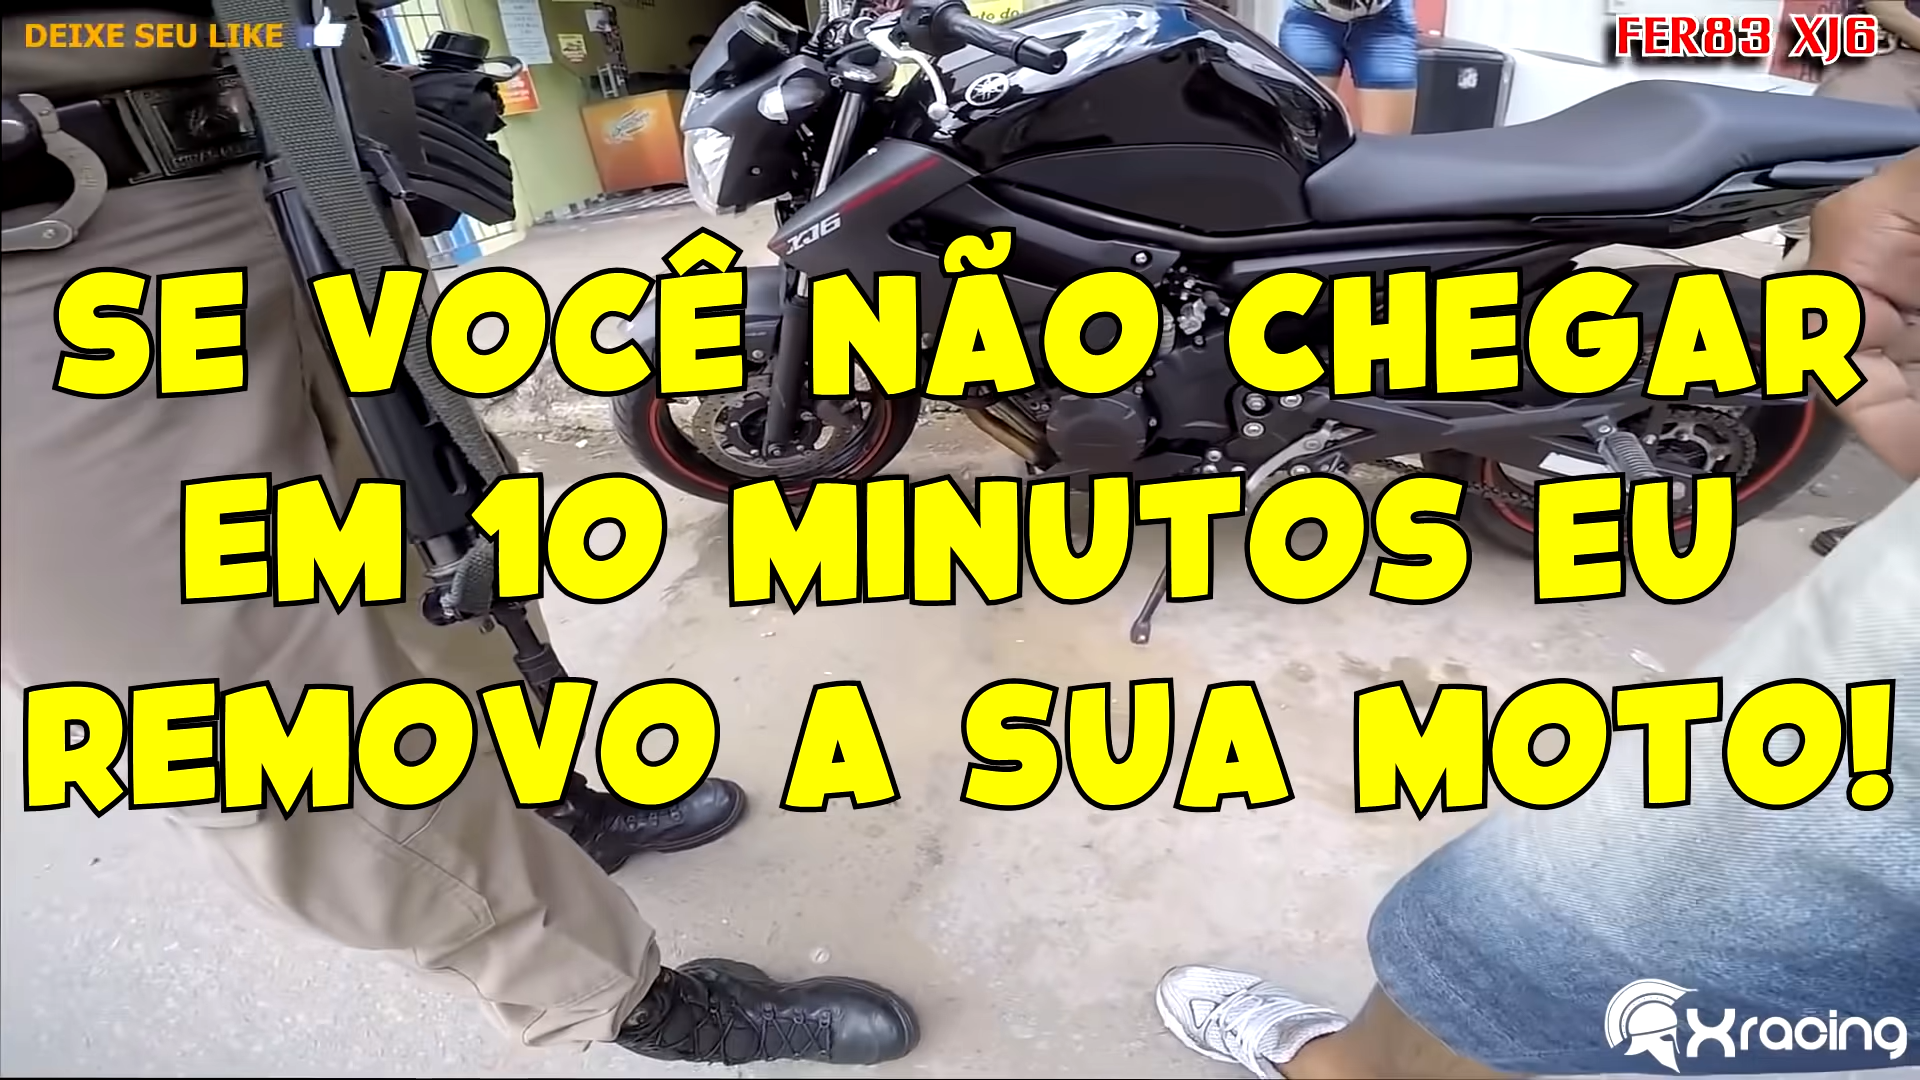 DEIXE SEU LIKE
FER83 XJ6
XJ6
SE VOCÊ NÃO CHEGAR
EM 10 MINUTOS EU
REMOVO A SUA MOTO!
Xracing